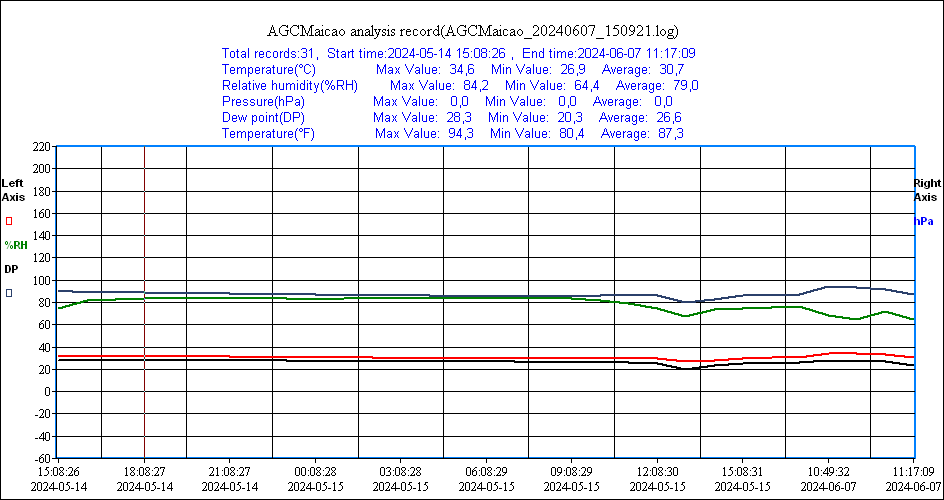 AGCMaicao analysis record(AGCMaicao_20240607_150921.log)
Total records:31, Start time:2024-05-14 15:08:26 , End time:2024-06-07 11:17:09
Temperature(°C) Max Value: 34,6 Min Value: 26,9 Average: 30,7
Relative humidity(%RH) Max Value: 84,2 Min Value: 64,4 Average: 79,0
Pressure(hPa) Max Value: 0,0 Min Value: 0,0 Average: 0,0
Dew point(DP) Max Value: 28,3 Min Value: 20,3 Average: 26,6
Temperature(°F) Max Value: 94,3 Min Value: 80,4 Average: 87,3
Left
Axis
%RH
DP
220
200
180
160
140
120
100
80
60
40
20
0
-20
-40
-60
Right
Axis
hPa
15:08:26 18:08:27 21:08:27 00:08:28 03:08:28 06:08:29 09:08:29 12:08:30 15:08:31 10:49:32 11:17:09
2024-05-14 2024-05-14 2024-05-14 2024-05-15 2024-05-15 2024-05-15 2024-05-15 2024-05-15 2024-05-15 2024-06-07 2024-06-07